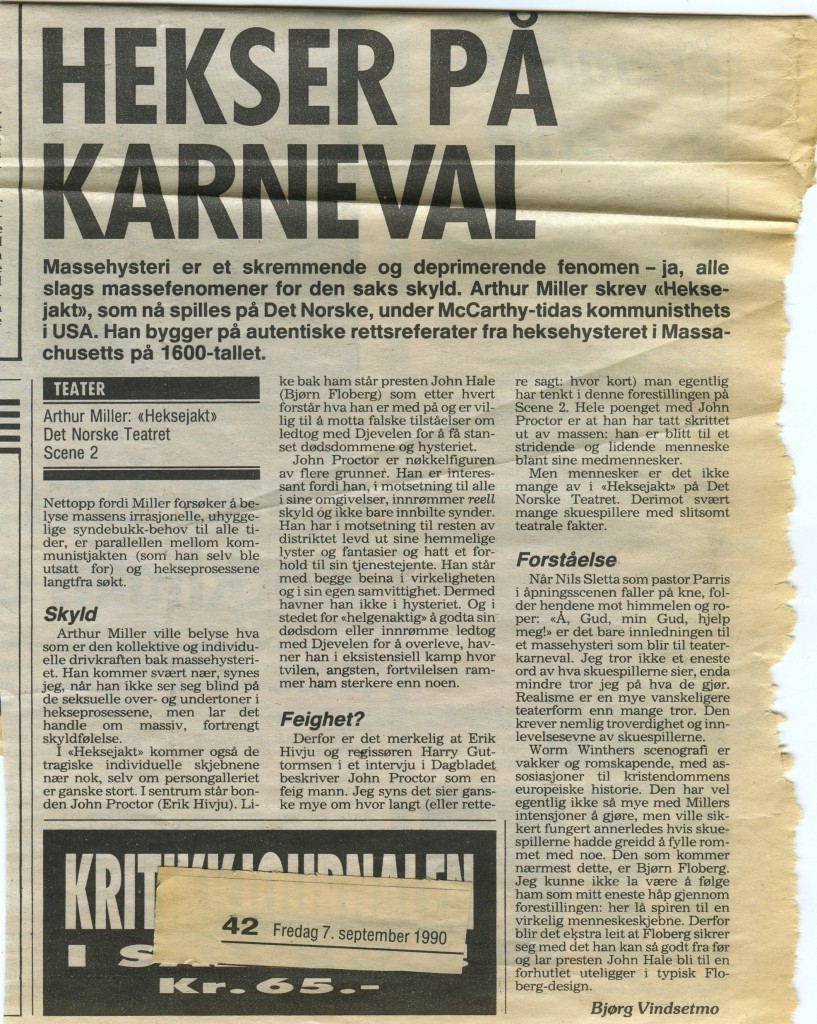 HEKSER PÅ
KARNEVAL
Massehysteri er et skremmende og deprimerende fenomen – ja, alle
slags massefenomener for den saks skyld. Arthur Miller skrev «Hekse-
jakt», som nå spilles på Det Norske, under McCarthy-tidas kommunisthets
i USA. Han bygger på autentiske rettsreferater fra heksehysteret i Massa-
chusetts på 1600-tallet.
TEATER
Arthur Miller: «Heksejakt»
Det Norske Teatret
Scene 2
Nettopp fordi Miller forsøker å be-
lyse massens irrasjonelle, uhygge-
lige syndebukk-behov til alle ti-
der, er parallellen mellom kom-
munistjakten (som han selv ble
utsatt for) og hekseprosessene
langtfra søkt.
Skyld
Arthur Miller ville belyse hva
som er den kollektive og individu-
elle drivkraften bak massehysteri-
et. Han kommer svært nær, synes
jeg, når han ikke ser seg blind på
de seksuelle over- og undertoner i
hekseprosessene, men lar det
handle om massiv, fortrengt
skyldfølelse.
I «Heksejakt» kommer også de
tragiske individuelle skjebnene
nær nok, selv om persongalleriet
er ganske stort. I sentrum står bon-
den John Proctor (Erik Hivju). Li-
ke bak ham står presten John Hale
(Bjørn Floberg) som etter hvert
forstår hva han er med på og er vil-
lig til å motta falske tilståelser om
ledtog med Djevelen for å få stan-
set dødsdommene og hysteriet.
John Proctor er nøkkelfiguren
av flere grunner. Han er interes-
sant fordi han, i motsetning til alle
i sine omgivelser, innrømmer reell
skyld og ikke bare innbilte synder.
Han har i motsetning til resten av
distriktet levd ut sine hemmelige
lyster og fantasier og hatt et for-
hold til sin tjenestejente. Han står
med begge beina i virkeligheten
og i sin egen samvittighet. Dermed
havner han ikke i hysteriet. Og i
stedet for «helgenaktig» å godta sin
dødsdom eller innrømme ledtog
med Djevelen for å overleve, hav-
ner han i eksistensiell kamp hvor
tvilen, angsten, fortvilelsen ram-
mer ham sterkere enn noen.
Feighet?
Derfor er det merkelig at Erik
Hivju og regissøren Harry Gut-
tormsen i et intervju i Dagbladet
beskriver John Proctor som en
feig mann. Jeg syns det sier gans-
ke mye om hvor langt (eller rette-
re sagt: hvor kort) man egentlig
har tenkt i denne forestillingen på
Scene 2. Hele poenget med John
Proctor er at han har tatt skrittet
ut av massen: han er blitt til et
stridende og lidende menneske
blant sine medmennesker.
Men mennesker er det ikke
mange av i «Heksejakt» på Det
Norske Teatret. Derimot svært
mange skuespillere med slitsomt
teatrale fakter.
Forståelse
Når Nils Sletta som pastor Parris
i åpningsscenen faller på kne, fol-
der hendene mot himmelen og ro-
per: «Å, Gud, min Gud, hjelp
meg!» er det bare innledningen til
et massehysteri som blir til teater-
karneval. Jeg tror ikke et eneste
ord av hva skuespillerne sier, enda
mindre tror jeg på hva de gjør.
Realisme er en mye vanskeligere
teaterform enn mange tror. Den
krever nemlig troverdighet og inn-
levelsesevne av skuespillerne.
Worm Winthers scenografi er
vakker og romskapende, med as-
sosiasjoner til kristendommens
europeiske historie. Den har vel
egentlig ikke så mye med Millers
intensjoner å gjøre, men ville sik-
kert fungert annerledes hvis skue-
spillerne hadde greidd å fylle rom-
met med noe. Den som kommer
nærmest dette, er Bjørn Floberg.
Jeg kunne ikke la være å følge
ham som mitt eneste håp gjennom
forestillingen: her lå spiren til en
virkelig menneskeskjebne. Derfor
blir det ekstra leit at Floberg sikrer
seg med det han kan så godt fra før
og lar presten John Hale bli til en
forhutlet uteligger i typisk Flo-
berg-design.
Bjørg Vindsetmo
KRITIKKJOURNALEN
42 Fredag 7. september 1990
I
Kr. 65.-